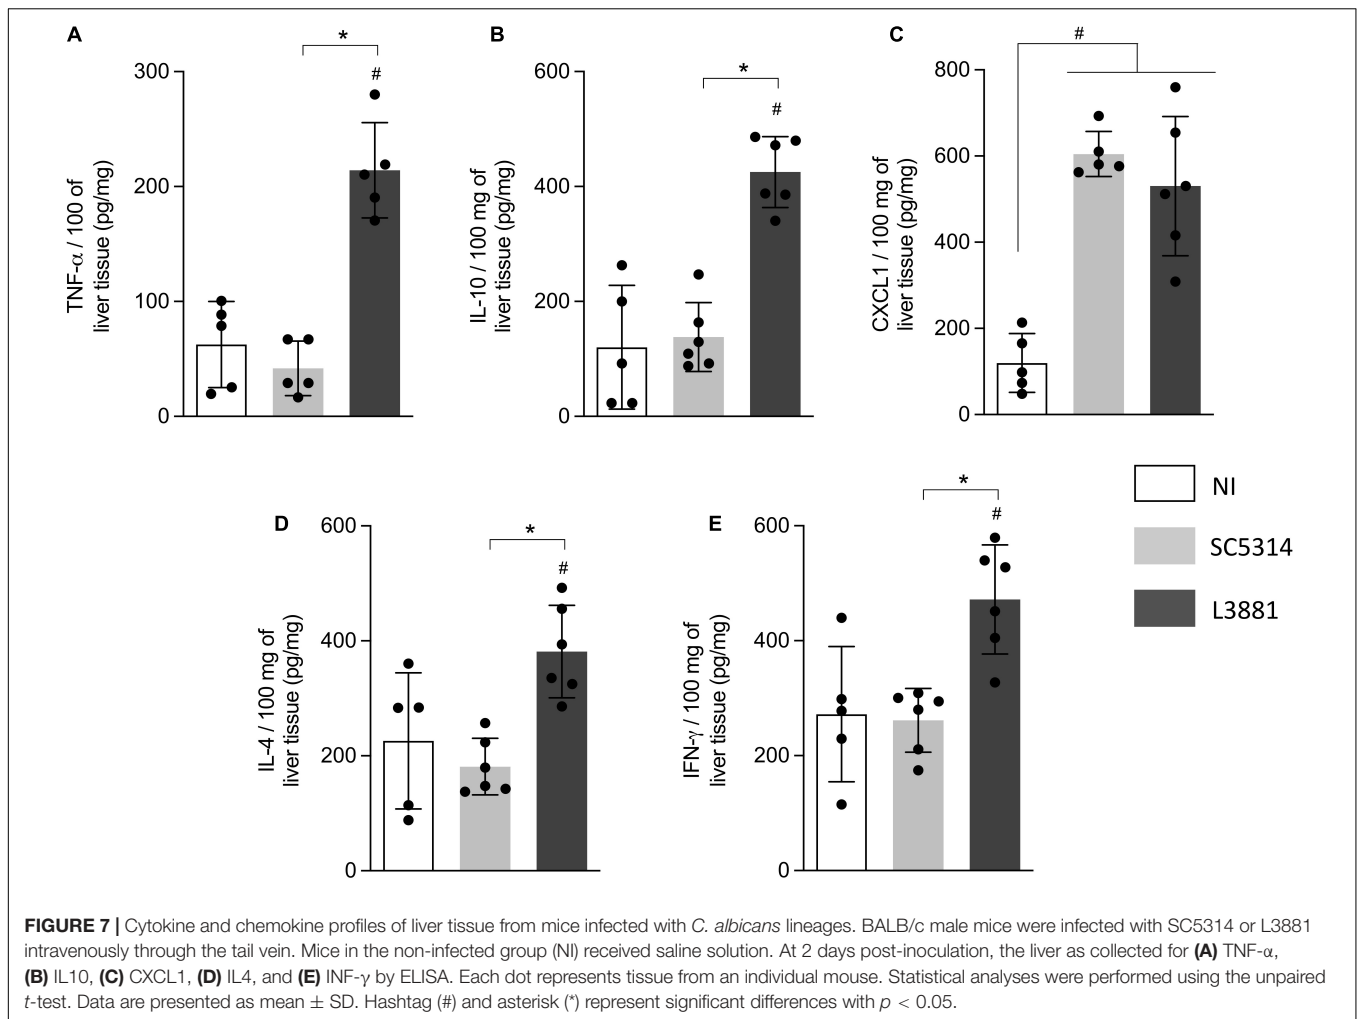 A
*
#
300
200
100
0
TNF-α / 100 of
liver tissue (pg/mg)
B
*
#
600
400
200
0
IL-10 / 100 mg of
liver tissue (pg/mg)
C
#
800
600
400
200
0
CXCL1 / 100 mg of
liver tissue (pg/mg)
D
*
#
600
400
200
0
IL-4 / 100 mg of
liver tissue (pg/mg)
E
*
#
600
400
200
0
IFN-γ / 100 mg of
liver tissue (pg/mg)
NI
SC5314
L3881
FIGURE 7 | Cytokine and chemokine profiles of liver tissue from mice infected with C. albicans lineages. BALB/c male mice were infected with SC5314 or L3881
intravenously through the tail vein. Mice in the non-infected group (NI) received saline solution. At 2 days post-inoculation, the liver as collected for (A) TNF-α,
(B) IL10, (C) CXCL1, (D) IL4, and (E) INF-γ by ELISA. Each dot represents tissue from an individual mouse. Statistical analyses were performed using the unpaired
t-test. Data are presented as mean ± SD. Hashtag (#) and asterisk (*) represent significant differences with p < 0.05.